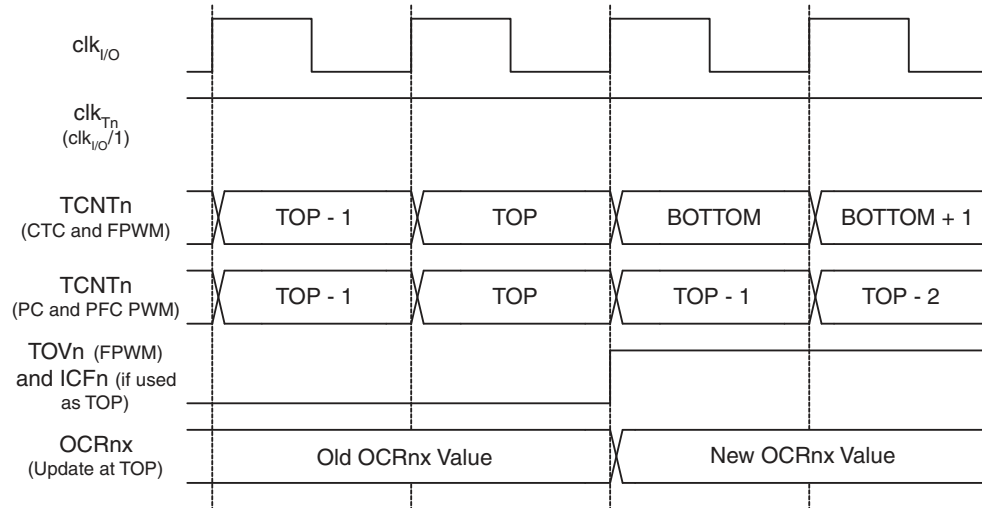 clk I/O
clk Tn
(clk I/O/1)
TCNTn
(CTC and FPWM)
TOP - 1
TOP
BOTTOM
BOTTOM + 1
TCNTn
(PC and PFC PWM)
TOP - 1
TOP
TOP - 1
TOP - 2
TOVn (FPWM)
and ICFn (if used
as TOP)
OCRnx
(Update at TOP)
Old OCRnx Value
New OCRnx Value